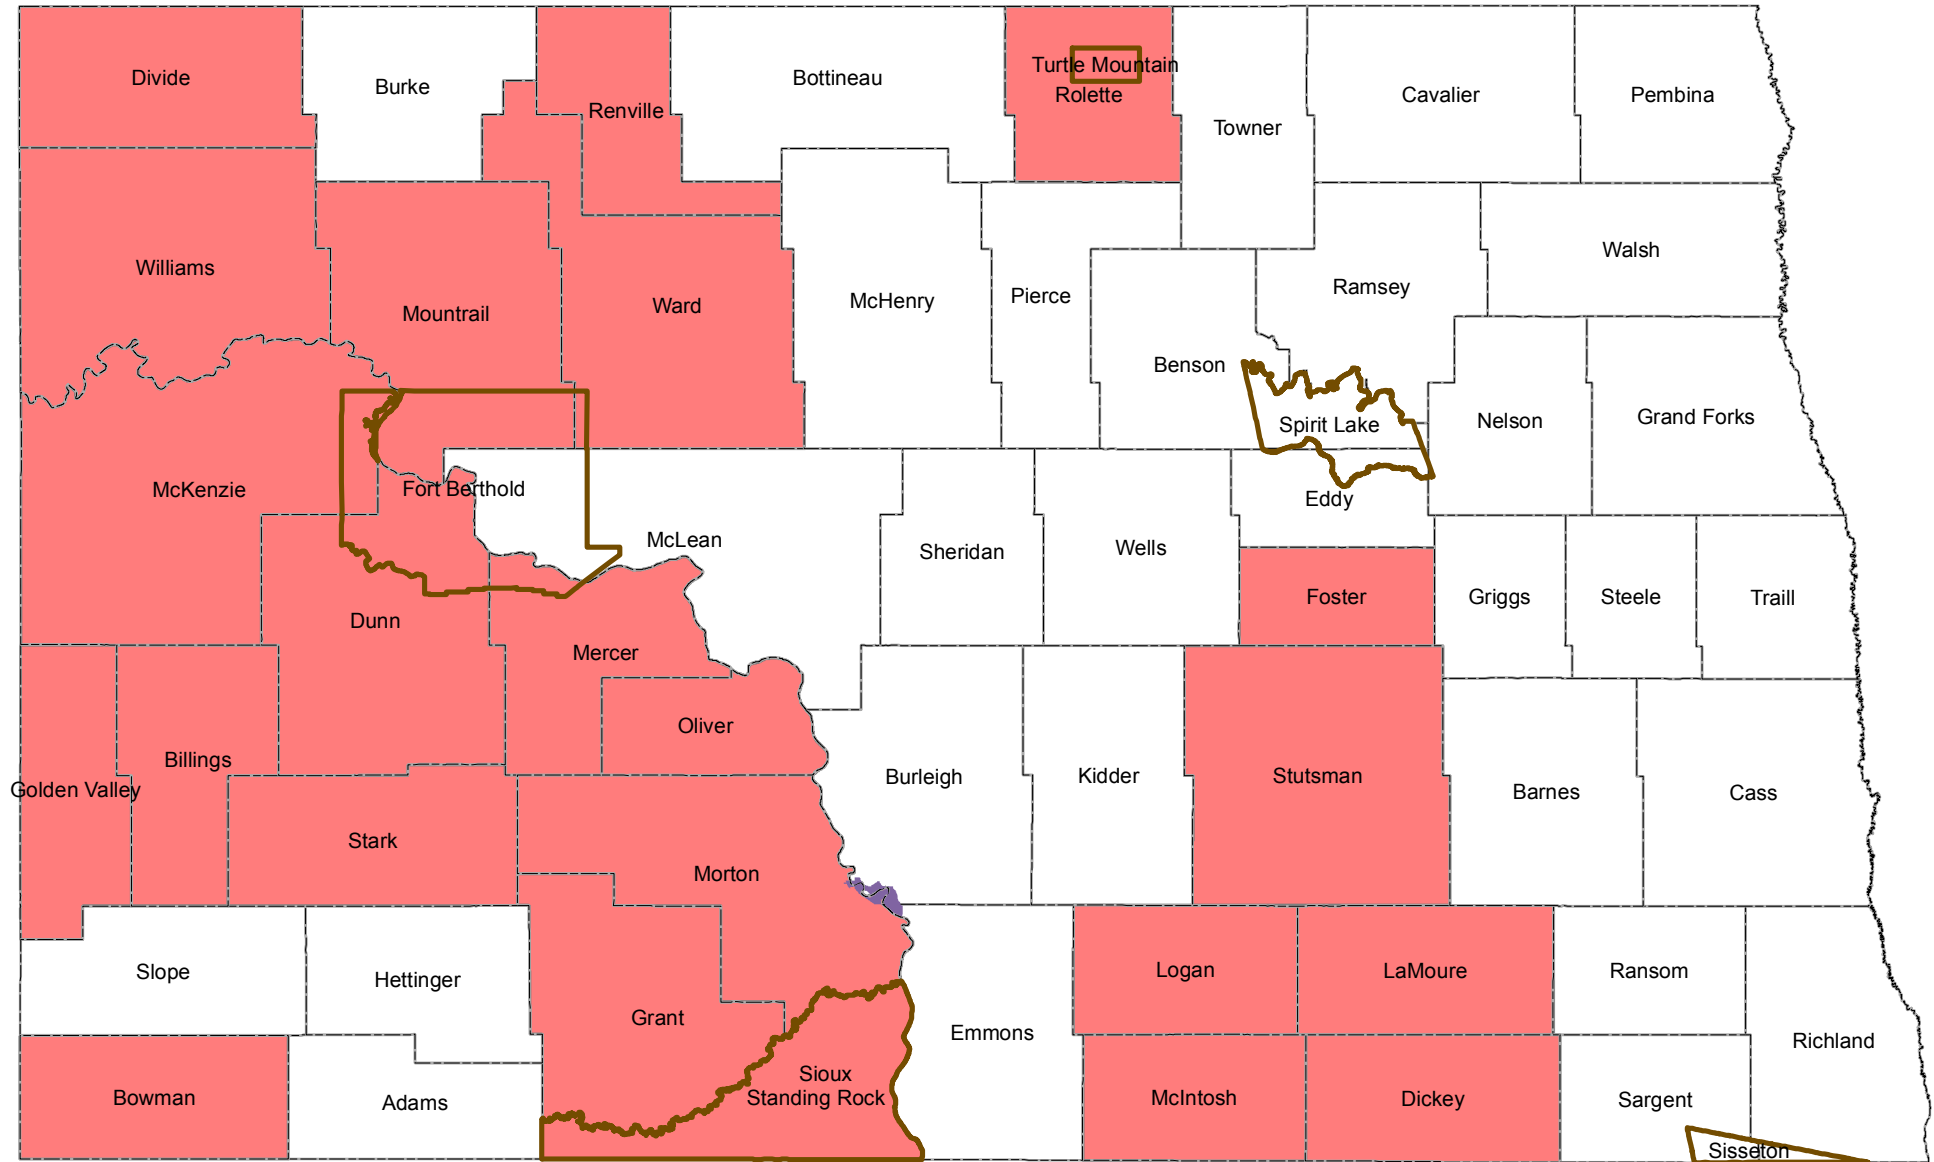 Divide
Burke
Renville
Bottineau
Turtle Mountain
Rolette
Towner
Cavalier
Pembina
Williams
Mountrail
Ward
McHenry
Pierce
Benson
Ramsey
Walsh
Spirit Lake
Nelson
Grand Forks
McKenzie
Fort Berthold
McLean
Sheridan
Wells
Eddy
Dunn
Mercer
Foster
Griggs
Steele
Traill
Golden Valley
Billings
Oliver
Burleigh
Kidder
Stutsman
Barnes
Cass
Stark
Morton
Slope
Hettinger
Grant
Emmons
Logan
LaMoure
Ransom
Richland
Bowman
Adams
Sioux
Standing Rock
McIntosh
Dickey
Sargent
Sisseton